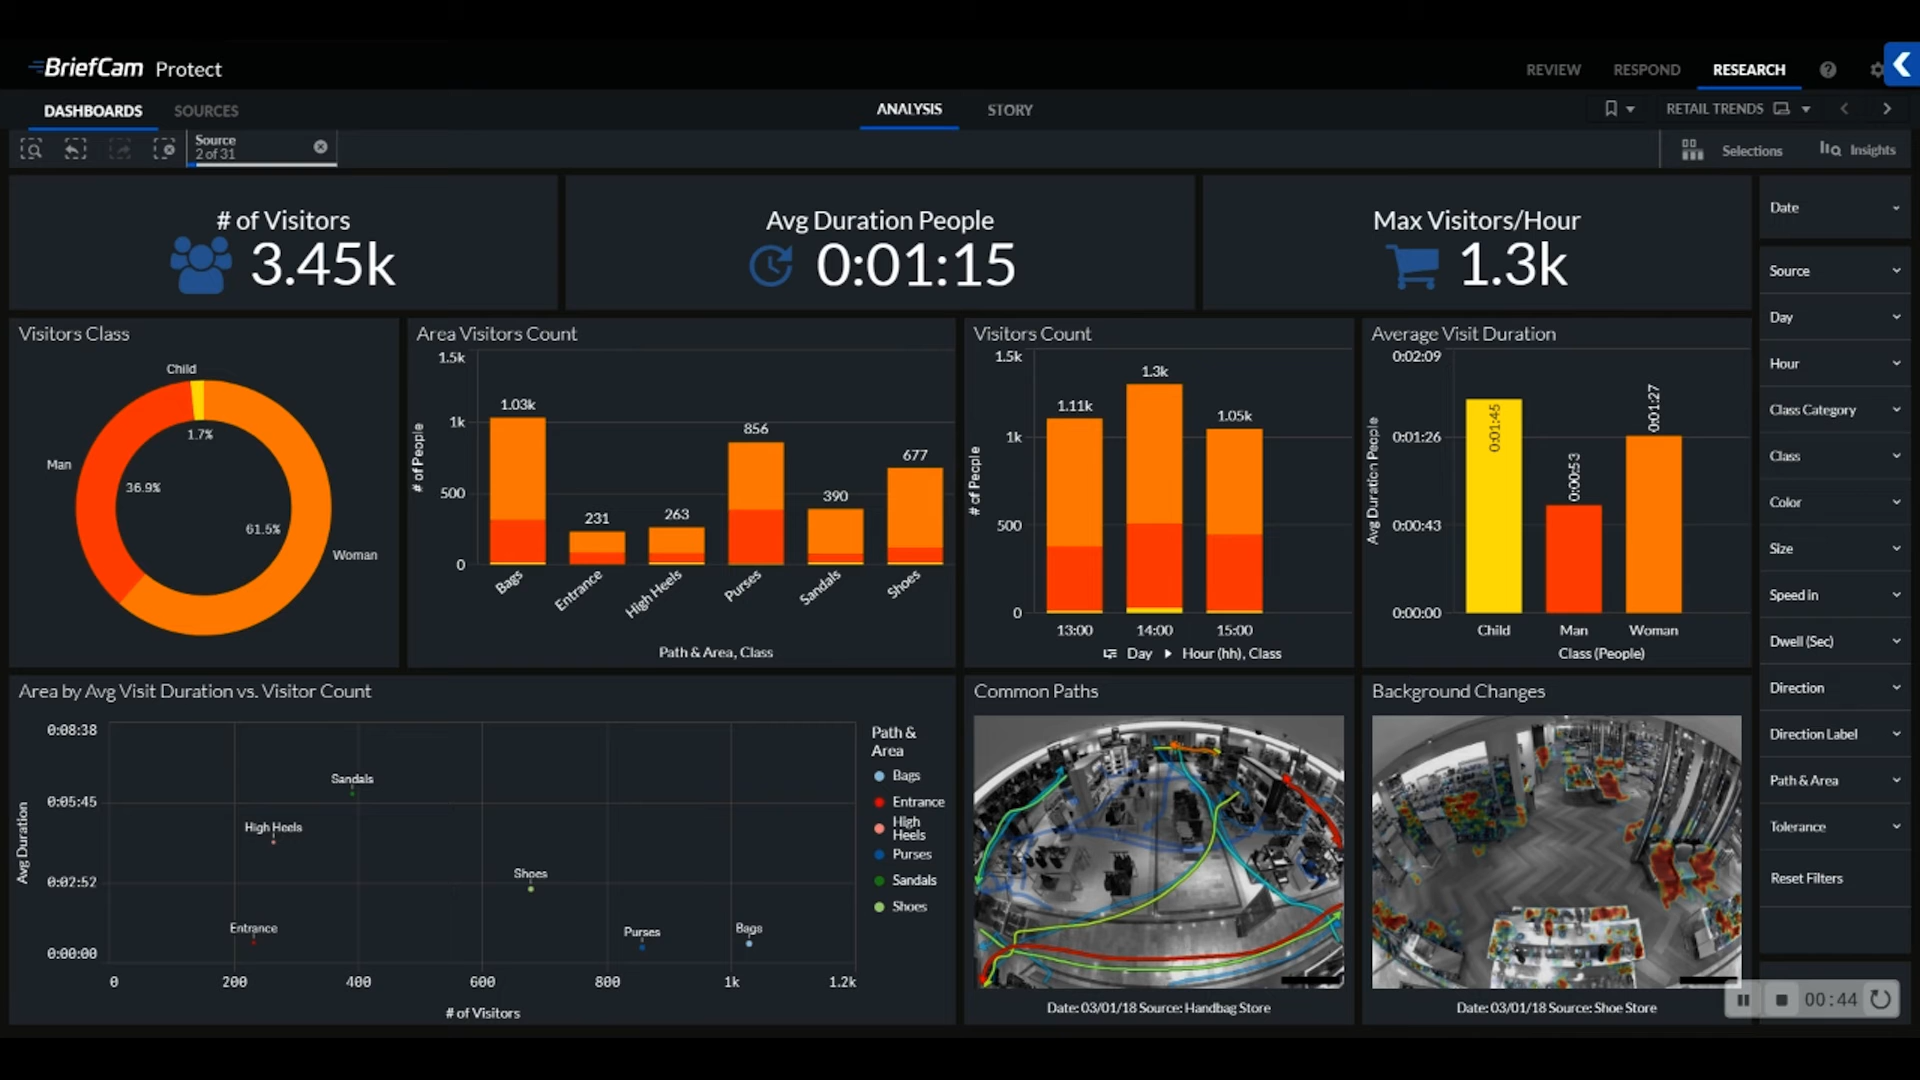 BriefCam Protect
REVIEW RESPOND RESEARCH ?
DASHBOARDS SOURCES ANALYSIS STORY RETAIL TRENDS
Source
2 of 31
Selections Insights
# of Visitors
3.45k
Avg Duration People
0:01:15
Max Visitors/Hour
1.3k
Visitors Class
Child
1.7%
Man
36.9%
61.5%
Woman
Area Visitors Count
1.5k
1k
500
0
# of People
1.03k
231
263
856
390
677
Bags
Entrance
High Heels
Purses
Sandals
Shoes
Path & Area, Class
Visitors Count
1.5k
1k
500
0
# of People
1.11k
1.3k
1.05k
13:00 14:00 15:00
Day Hour (hh), Class
Average Visit Duration
0:02:09
0:01:26
0:00:43
0:00:00
Avg Duration People
0:01:45
0:00:53
0:01:27
Child Man Woman
Class (People)
Area by Avg Visit Duration vs. Visitor Count
0:08:38
0:05:45
0:02:52
0:00:00
Avg Duration
Sandals
High Heels
Shoes
Entrance
Purses
Bags
0 200 400 600 800 1k 1.2k
# of Visitors
Path &
Area
Bags
Entrance
High
Heels
Purses
Sandals
Shoes
Common Paths
Date: 03/01/18 Source: Handbag Store
Background Changes
Date: 03/01/18 Source: Shoe Store
Date
Source
Day
Hour
Class Category
Class
Color
Size
Speed in
Dwell (Sec)
Direction
Direction Label
Path & Area
Tolerance
Reset Filters
00:44